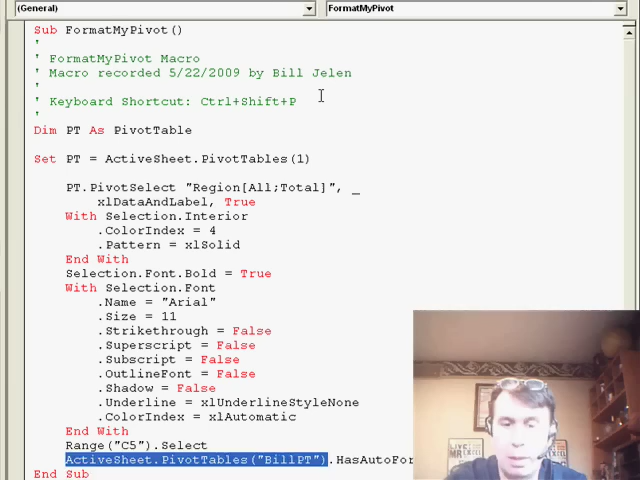 (General)
FormatMyPivot
Sub FormatMyPivot ()
'
' FormatMyPivot Macro
' Macro recorded 5/22/2009 by Bill Jelen
'
' Keyboard Shortcut: Ctrl+Shift+P
'
Dim PT As PivotTable
Set PT = ActiveSheet.PivotTables(1)
PT.PivotSelect "Region[All;Total]", _
xlDataAndLabel, True
With Selection.Interior
.ColorIndex = 4
.Pattern = xlSolid
End With
Selection.Font.Bold = True
With Selection.Font
.Name = "Arial"
.Size = 11
.Strikethrough = False
.Superscript = False
.Subscript = False
.OutlineFont = False
.Shadow = False
.Underline = xlUnderlineStyleNone
.ColorIndex = xlAutomatic
End With
Range("C5").Select
ActiveSheet.PivotTables("BillPT").HasAutoFor
End Sub